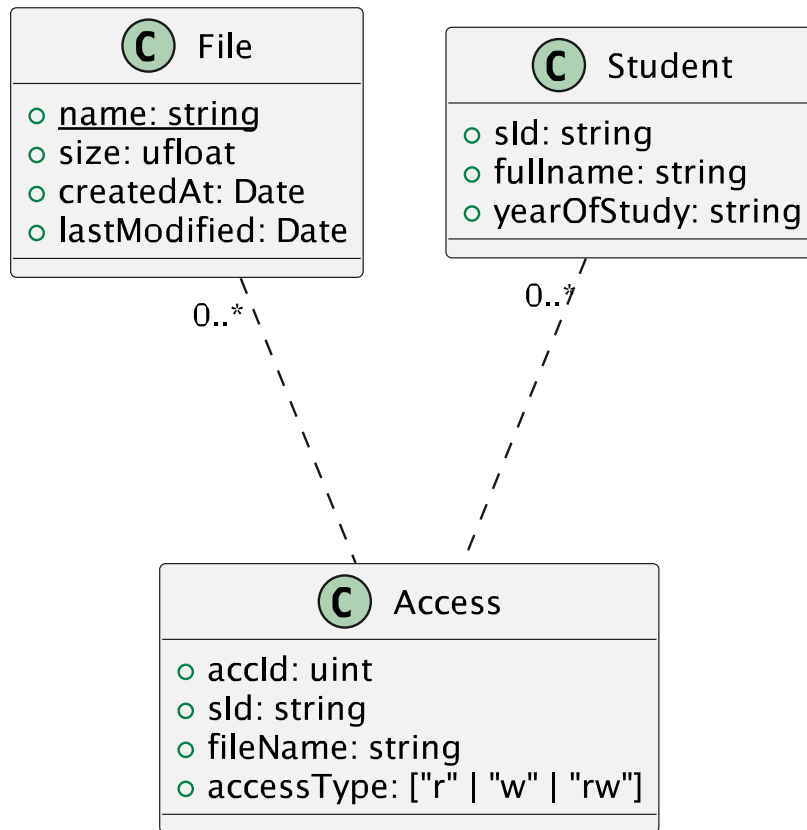 C File
name: string
size: ufloat
createdAt: Date
lastModified: Date
C Student
sId: string
fullname: string
yearOfStudy: string
0..*
0..*
C Access
accId: uint
sId: string
fileName: string
accessType: ["r" | "w" | "rw"]